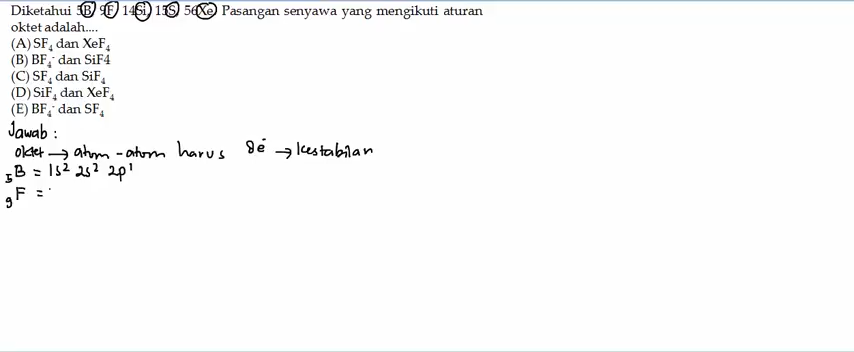 Diketahui 5B, 9F, 14Si, 15S, 56Xe Pasangan senyawa yang mengikuti aturan
oktet adalah....
(A) SF₄ dan XeF₄
(B) BF₄⁻ dan SiF4
(C) SF₄ dan SiF₄
(D) SiF₄ dan XeF₄
(E) BF₄⁻ dan SF₄
Jawab :
oktet → atom - atom harus 8e⁻ → kestabilan
₅B = 1s² 2s² 2p¹
₉F =